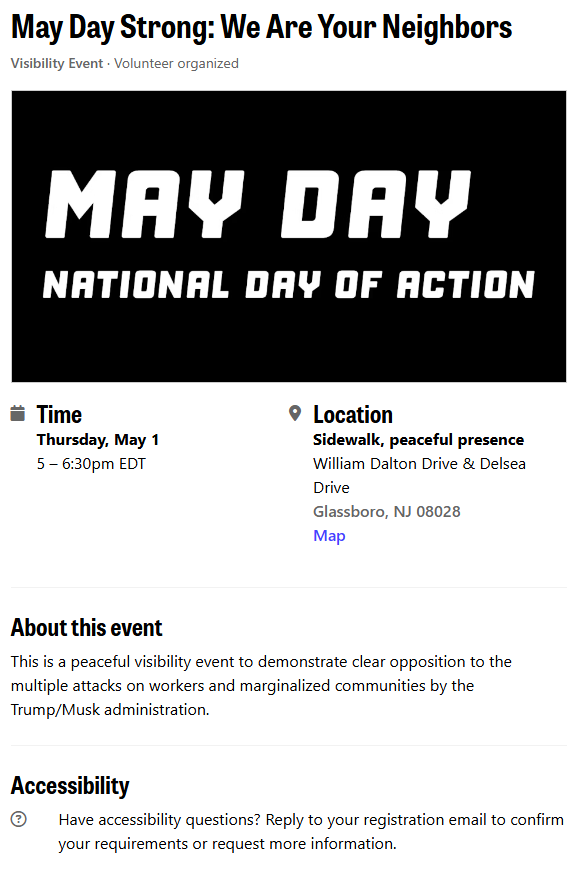 May Day Strong: We Are Your Neighbors
Visibility Event · Volunteer organized
MAY DAY
NATIONAL DAY OF ACTION
Time
Thursday, May 1
5 – 6:30pm EDT
Location
Sidewalk, peaceful presence
William Dalton Drive & Delsea
Drive
Glassboro, NJ 08028
Map
About this event
This is a peaceful visibility event to demonstrate clear opposition to the
multiple attacks on workers and marginalized communities by the
Trump/Musk administration.
Accessibility
Have accessibility questions? Reply to your registration email to confirm
your requirements or request more information.